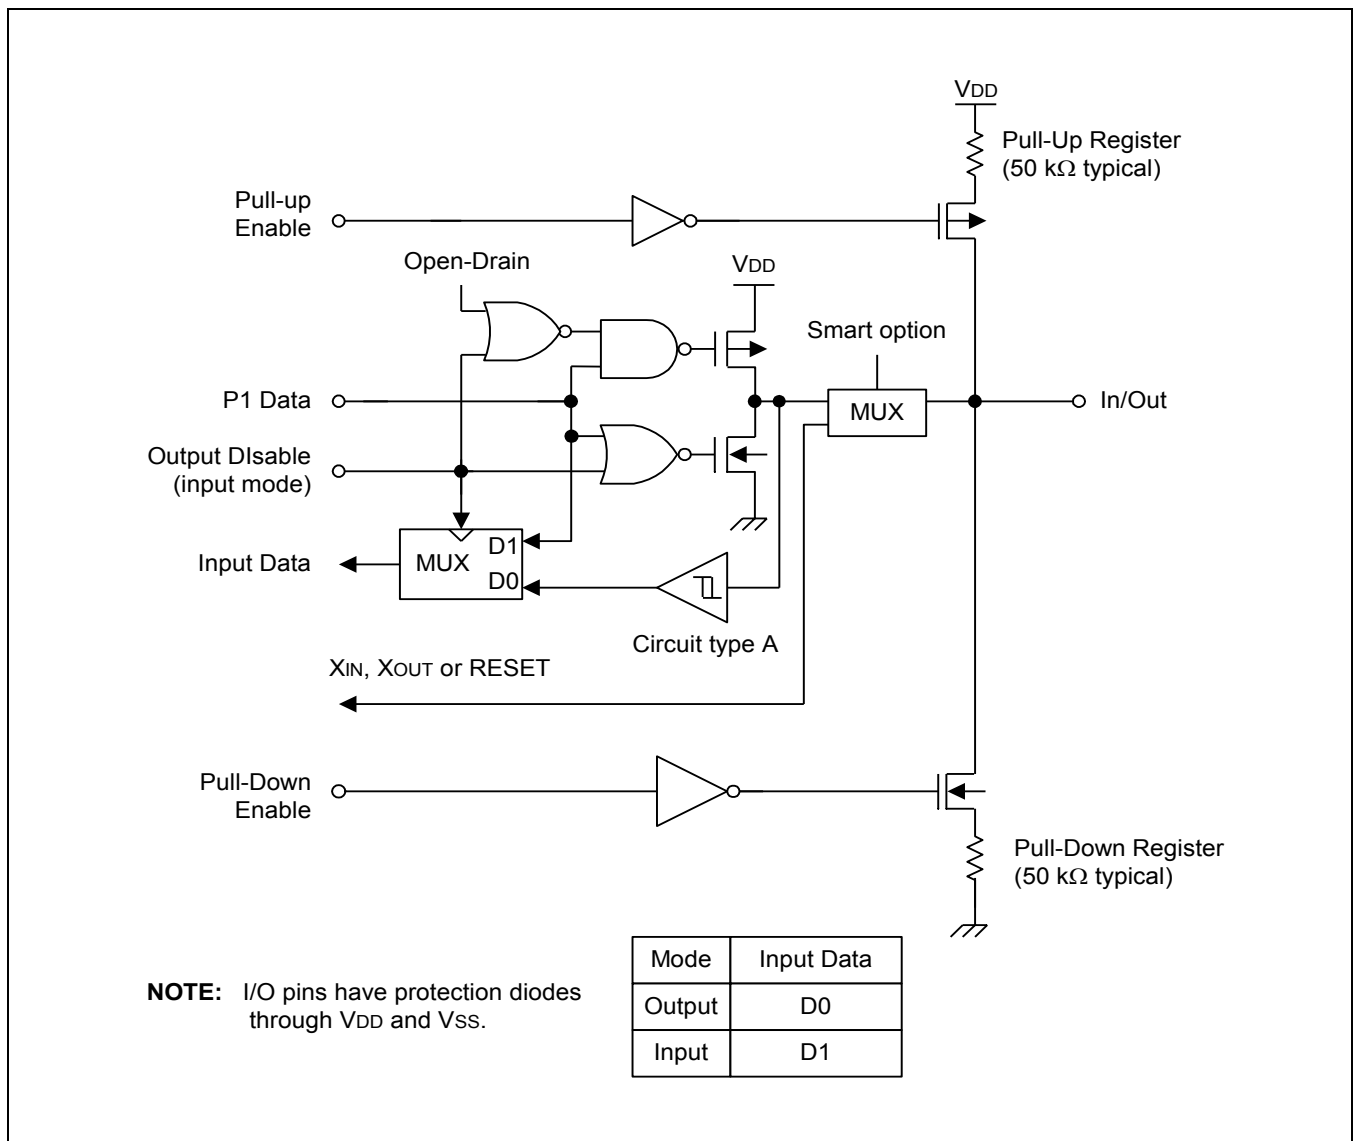 VDD
Pull-Up Register
(50 kΩ typical)
Pull-up
Enable
Open-Drain
VDD
Smart option
P1 Data
MUX
In/Out
Output DIsable
(input mode)
Input Data
MUX
D1
D0
Circuit type A
XIN, XOUT or RESET
Pull-Down
Enable
Pull-Down Register
(50 kΩ typical)
NOTE: I/O pins have protection diodes
through VDD and VSS.
Mode Input Data
Output D0
Input D1